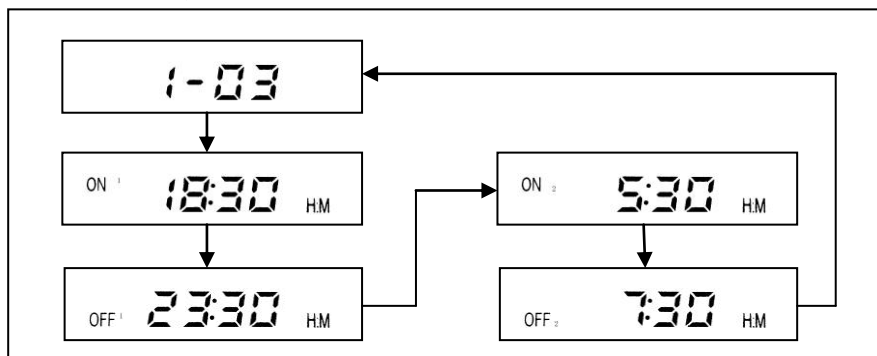 1-03
ON 1 18:30 H:M
OFF 1 23:30 H:M
ON 2 5:30 H:M
OFF 2 7:30 H:M